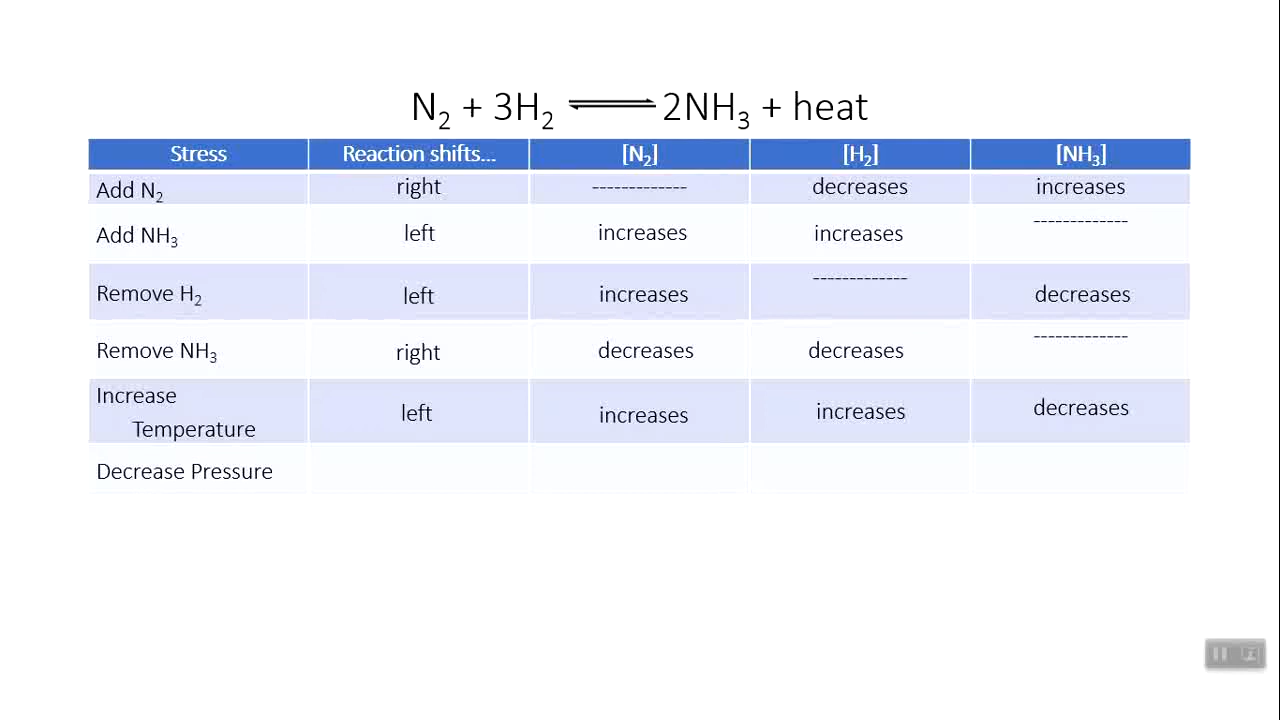 N₂ + 3H₂ ⇌ 2NH₃ + heat
Stress Reaction shifts... [N₂] [H₂] [NH₃]
Add N₂ right ------------- decreases increases
Add NH₃ left increases increases -------------
Remove H₂ left increases ------------- decreases
Remove NH₃ right decreases decreases -------------
Increase
Temperature left increases increases decreases
Decrease Pressure